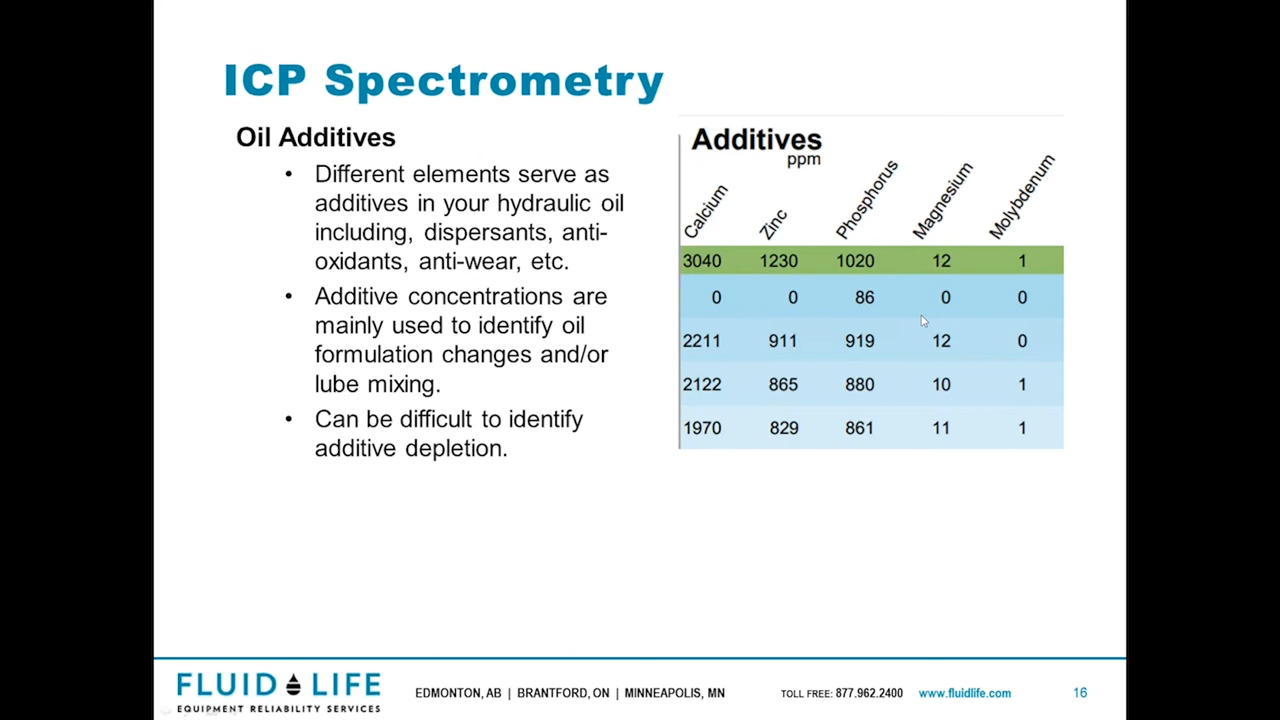 ICP Spectrometry
Oil Additives
• Different elements serve as
additives in your hydraulic oil
including, dispersants, anti-
oxidants, anti-wear, etc.
• Additive concentrations are
mainly used to identify oil
formulation changes and/or
lube mixing.
• Can be difficult to identify
additive depletion.
Additives
ppm
Calcium Zinc Phosphorus Magnesium Molybdenum
3040 1230 1020 12 1
0 0 86 0 0
2211 911 919 12 0
2122 865 880 10 1
1970 829 861 11 1
FLUID LIFE
EQUIPMENT RELIABILITY SERVICES
EDMONTON, AB | BRANTFORD, ON | MINNEAPOLIS, MN
TOLL FREE: 877.962.2400 www.fluidlife.com
16